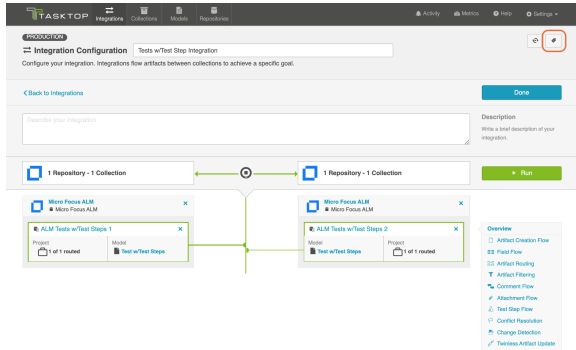 TASKTOP
Integrations
Collections
Models
Repositories
Activity
Metrics
Help
Settings
PRODUCTION
Integration Configuration
Tests w/Test Step Integration
Configure your integration. Integrations flow artifacts between collections to achieve a specific goal.
Back to Integrations
Done
Describe your integration
Description
Write a brief description of your
integration.
1 Repository - 1 Collection
1 Repository - 1 Collection
Run
Micro Focus ALM
Micro Focus ALM
ALM Tests w/Test Steps 1
Project
1 of 1 routed
Model
Test w/Test Steps
Micro Focus ALM
Micro Focus ALM
ALM Tests w/Test Steps 2
Model
Test w/Test Steps
Project
1 of 1 routed
Overview
Artifact Creation Flow
Field Flow
Artifact Routing
Artifact Filtering
Comment Flow
Attachment Flow
Test Step Flow
Conflict Resolution
Change Detection
Twinless Artifact Update